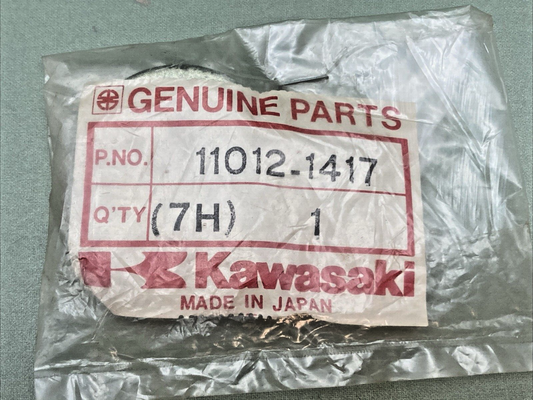 GENUINE PARTS
P.NO. 11012-1417
Q'TY (7H) 1
Kawasaki
MADE IN JAPAN